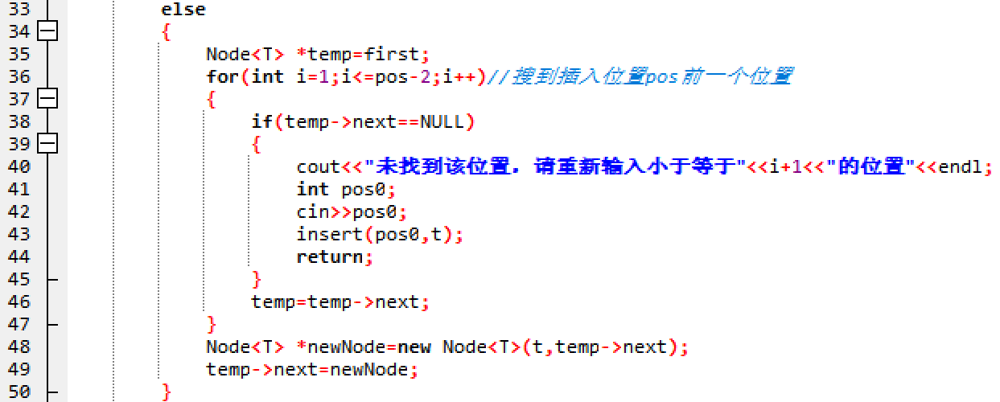 33 else
34 {
35 Node<T> *temp=first;
36 for(int i=1;i<=pos-2;i++)//搜到插入位置pos前一个位置
37 {
38 if(temp->next==NULL)
39 {
40 cout<<"未找到该位置，请重新输入小于等于"<<i+1<<"的位置"<<endl;
41 int pos0;
42 cin>>pos0;
43 insert(pos0,t);
44 return;
45 }
46 temp=temp->next;
47 }
48 Node<T> *newNode=new Node<T>(t,temp->next);
49 temp->next=newNode;
50 }